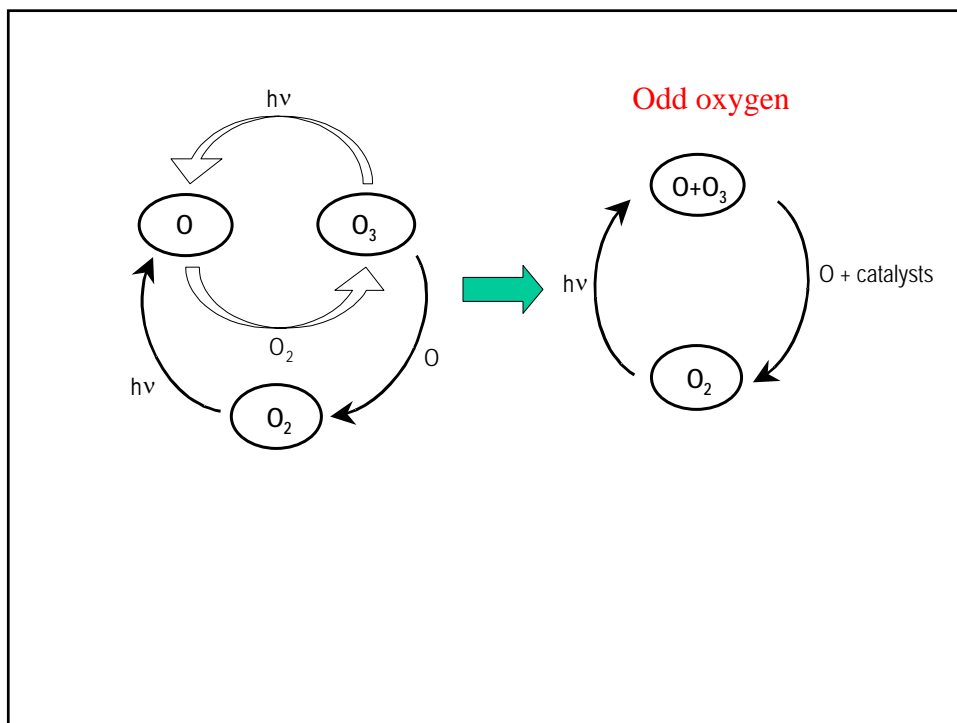 hν
Odd oxygen
O+O₃
O
O₃
hν
O + catalysts
O₂
O
hν
O₂
O₂